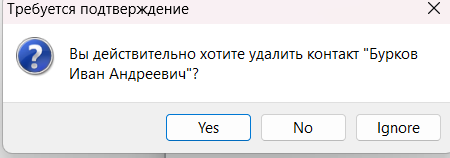 Требуется подтверждение
Вы действительно хотите удалить контакт "Бурков
Иван Андреевич"?
Yes
No
Ignore